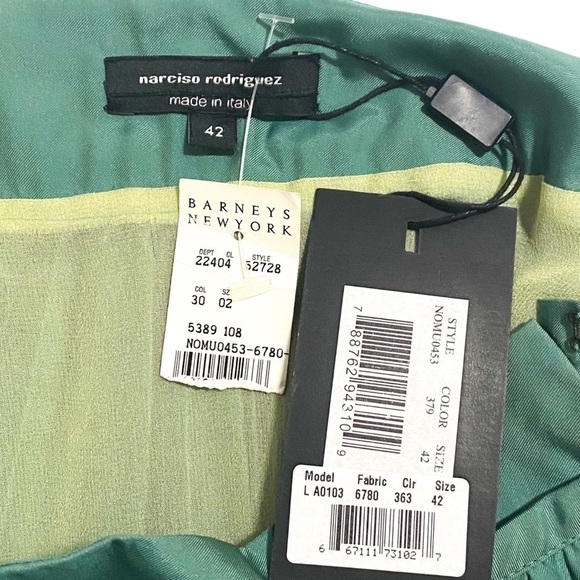 narciso rodriguez
made in italy
42
BARNEYS
NEW YORK
DEPT CL STYLE
22404 52728
COL SZ
30 02
5389 108
NOMU0453-6780-
STYLE COLOR SIZE
NOMU0453 379 42
7 88762 94310 9
Model Fabric Clr Size
L A0103 6780 363 42
6 67111 73102 7